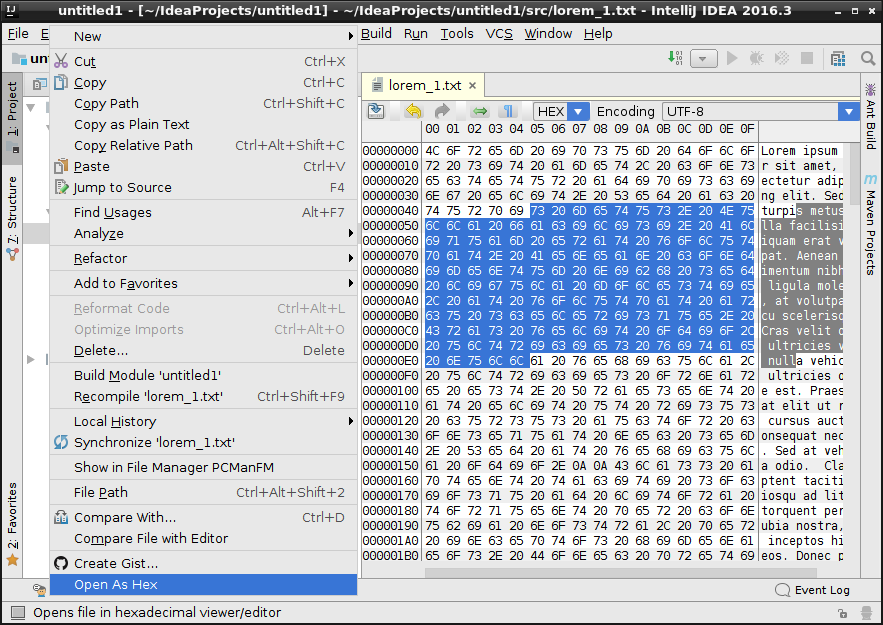 untitled1 - [~/IdeaProjects/untitled1] - ~/IdeaProjects/untitled1/src/lorem_1.txt - IntelliJ IDEA 2016.3
File
Build Run Tools VCS Window Help
New
Cut Ctrl+X
Copy Ctrl+C
Copy Path Ctrl+Shift+C
Copy as Plain Text
Copy Relative Path Ctrl+Alt+Shift+C
Paste Ctrl+V
Jump to Source F4
Find Usages Alt+F7
Analyze
Refactor
Add to Favorites
Reformat Code Ctrl+Alt+L
Optimize Imports Ctrl+Alt+O
Delete... Delete
Build Module 'untitled1'
Recompile 'lorem_1.txt' Ctrl+Shift+F9
Local History
Synchronize 'lorem_1.txt'
Show in File Manager PCManFM
File Path Ctrl+Alt+Shift+2
Compare With... Ctrl+D
Compare File with Editor
Create Gist...
Open As Hex
1: Project
7: Structure
2: Favorites
lorem_1.txt
HEX Encoding UTF-8
00 01 02 03 04 05 06 07 08 09 0A 0B 0C 0D 0E 0F
00000000 4C 6F 72 65 6D 20 69 70 73 75 6D 20 64 6F 6C 6F Lorem ipsum
00000010 72 20 73 69 74 20 61 6D 65 74 2C 20 63 6F 6E 73 r sit amet,
00000020 65 63 74 65 74 75 72 20 61 64 69 70 69 73 63 69 ectetur adip
00000030 6E 67 20 65 6C 69 74 2E 20 53 65 64 20 61 63 20 ng elit. Sed
00000040 74 75 72 70 69 73 20 6D 65 74 75 73 2E 20 4E 75 turpis metus
00000050 6C 6C 61 20 66 61 63 69 6C 69 73 69 2E 20 41 6C lla facilisi
00000060 69 71 75 61 6D 20 65 72 61 74 20 76 6F 6C 75 74 iquam erat v
00000070 70 61 74 2E 20 41 65 6E 65 61 6E 20 63 6F 6E 64 pat. Aenean
00000080 69 6D 65 6E 74 75 6D 20 6E 69 62 68 20 73 65 64 imentum nibh
00000090 20 6C 69 67 75 6C 61 20 6D 6F 6C 65 73 74 69 65 ligula mole
000000A0 2C 20 61 74 20 76 6F 6C 75 74 70 61 74 20 61 72 , at volutpa
000000B0 63 75 20 73 63 65 6C 65 72 69 73 71 75 65 2E 20 cu scelerisq
000000C0 43 72 61 73 20 76 65 6C 69 74 20 6F 64 69 6F 2C Cras velit o
000000D0 20 75 6C 74 72 69 63 69 65 73 20 76 69 74 61 65 ultricies v
000000E0 20 6E 75 6C 6C 61 20 76 65 68 69 63 75 6C 61 2C nulla vehic
000000F0 20 75 6C 74 72 69 63 69 65 73 20 6F 72 6E 61 72 ultricies o
00000100 65 20 65 73 74 2E 20 50 72 61 65 73 65 6E 74 20 e est. Praes
00000110 61 74 20 65 6C 69 74 20 75 74 20 72 69 73 75 73 at elit ut r
00000120 20 63 75 72 73 75 73 20 61 75 63 74 6F 72 20 63 cursus auct
00000130 6F 6E 73 65 71 75 61 74 20 6E 65 63 20 73 65 6D onsequat nec
00000140 2E 20 53 65 64 20 61 74 20 76 65 68 69 63 75 6C . Sed at veh
00000150 61 20 6F 64 69 6F 2E 0A 0A 43 6C 61 73 73 20 61 a odio. Cla
00000160 70 74 65 6E 74 20 74 61 63 69 74 69 20 73 6F 63 ptent taciti
00000170 69 6F 73 71 75 20 61 64 20 6C 69 74 6F 72 61 20 iosqu ad lit
00000180 74 6F 72 71 75 65 6E 74 20 70 65 72 20 63 6F 6E torquent per
00000190 75 62 69 61 20 6E 6F 73 74 72 61 2C 20 70 65 72 ubia nostra,
000001A0 20 69 6E 63 65 70 74 6F 73 20 68 69 6D 65 6E 61 inceptos hi
000001B0 65 6F 73 2E 20 44 6F 6E 65 63 20 70 72 65 74 69 eos. Donec p
Ant Build
Maven Projects
Event Log
Opens file in hexadecimal viewer/editor